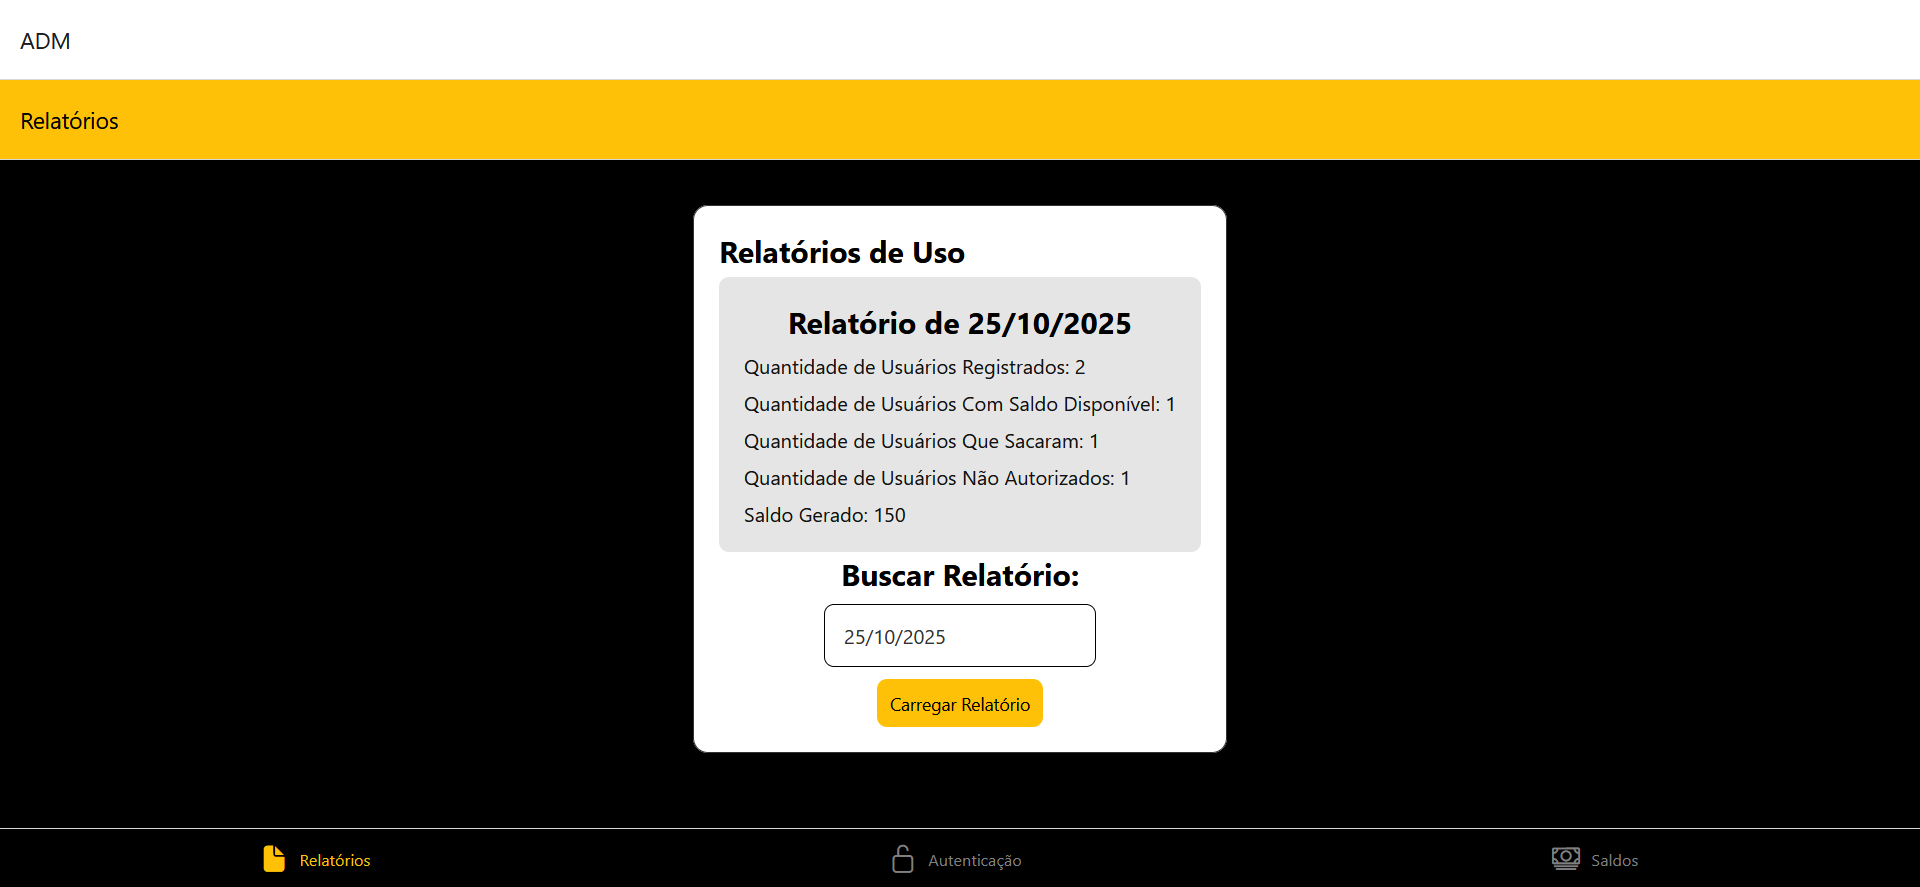 ADM
Relatórios
Relatórios de Uso
Relatório de 25/10/2025
Quantidade de Usuários Registrados: 2
Quantidade de Usuários Com Saldo Disponível: 1
Quantidade de Usuários Que Sacaram: 1
Quantidade de Usuários Não Autorizados: 1
Saldo Gerado: 150
Buscar Relatório:
25/10/2025
Carregar Relatório
Relatórios
Autenticação
Saldos